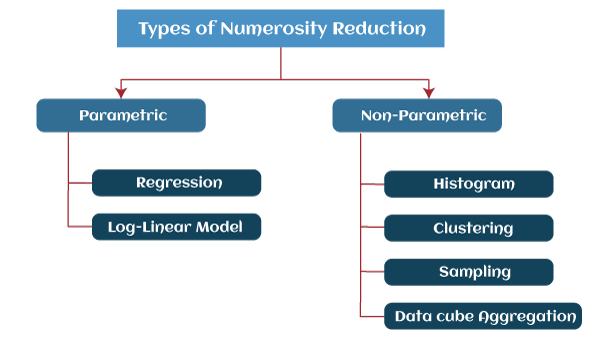 Types of Numerosity Reduction
Parametric
Non-Parametric
Regression
Log-Linear Model
Histogram
Clustering
Sampling
Data cube Aggregation